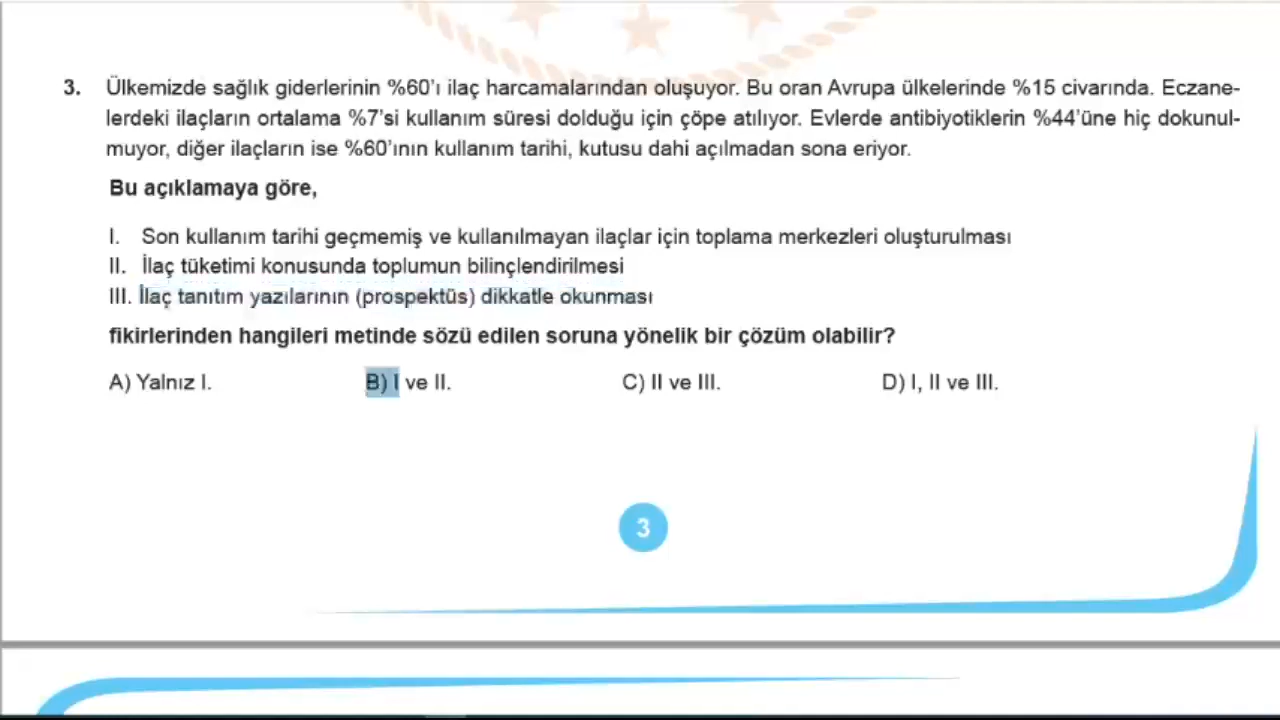 3. Ülkemizde sağlık giderlerinin %60'ı ilaç harcamalarından oluşuyor. Bu oran Avrupa ülkelerinde %15 civarında. Eczane-
lerdeki ilaçların ortalama %7'si kullanım süresi dolduğu için çöpe atılıyor. Evlerde antibiyotiklerin %44'üne hiç dokunul-
muyor, diğer ilaçların ise %60'ının kullanım tarihi, kutusu dahi açılmadan sona eriyor.
Bu açıklamaya göre,
I. Son kullanım tarihi geçmemiş ve kullanılmayan ilaçlar için toplama merkezleri oluşturulması
II. İlaç tüketimi konusunda toplumun bilinçlendirilmesi
III. İlaç tanıtım yazılarının (prospektüs) dikkatle okunması
fikirlerinden hangileri metinde sözü edilen soruna yönelik bir çözüm olabilir?
A) Yalnız I. B) I ve II. C) II ve III. D) I, II ve III.
3